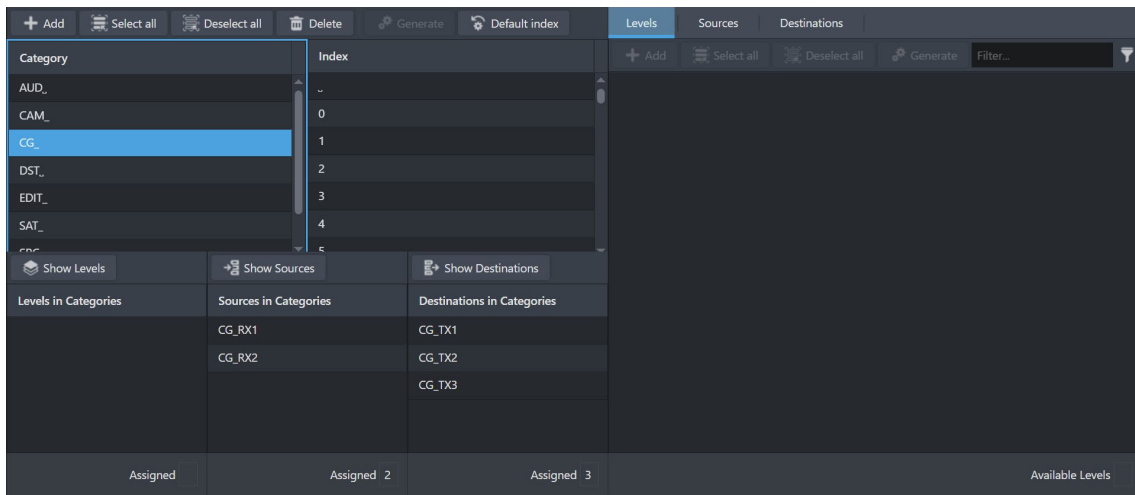 Add Select all Deselect all Delete Generate Default index Levels Sources Destinations
Category Index Add Select all Deselect all Generate Filter...
AUD_ _
CAM_ 0
CG_ 1
DST_ 2
EDIT_ 3
SAT_ 4
5
Show Levels Show Sources Show Destinations
Levels in Categories Sources in Categories Destinations in Categories
CG_RX1 CG_TX1
CG_RX2 CG_TX2
CG_TX3
Assigned Assigned 2 Assigned 3 Available Levels